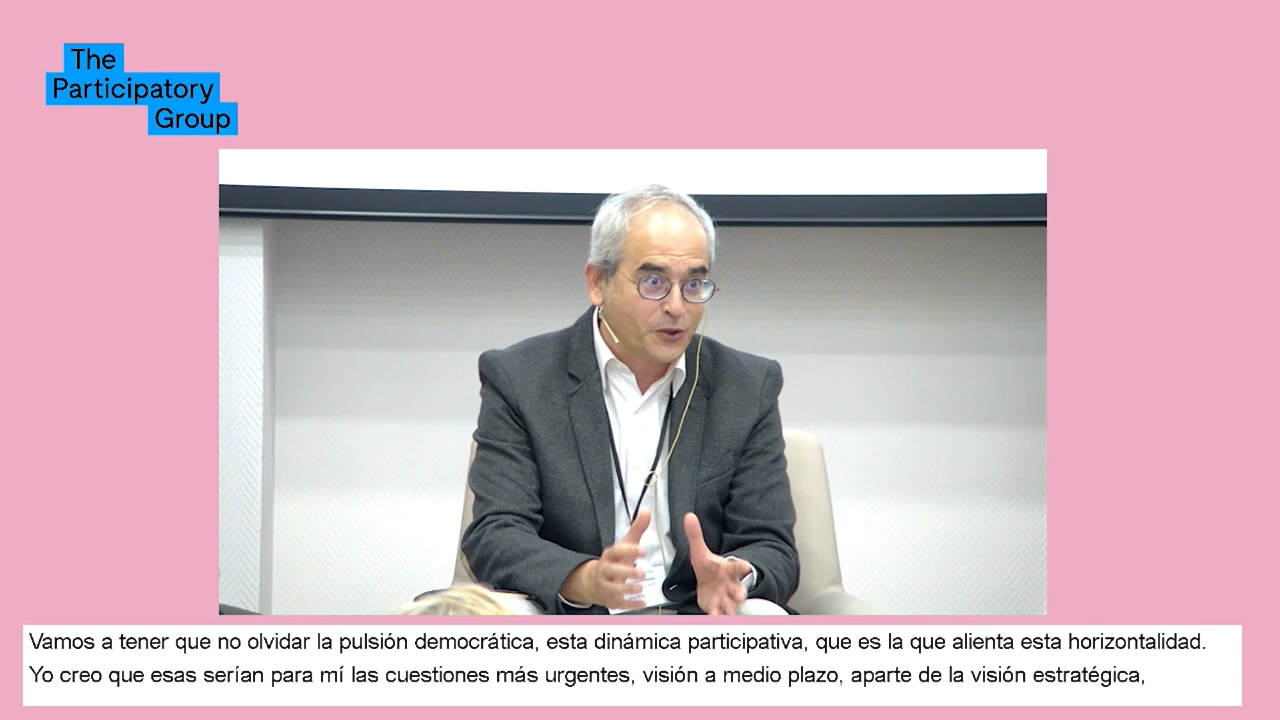 The
Participatory
Group
Vamos a tener que no olvidar la pulsión democrática, esta dinámica participativa, que es la que alienta esta horizontalidad.
Yo creo que esas serían para mí las cuestiones más urgentes, visión a medio plazo, aparte de la visión estratégica,